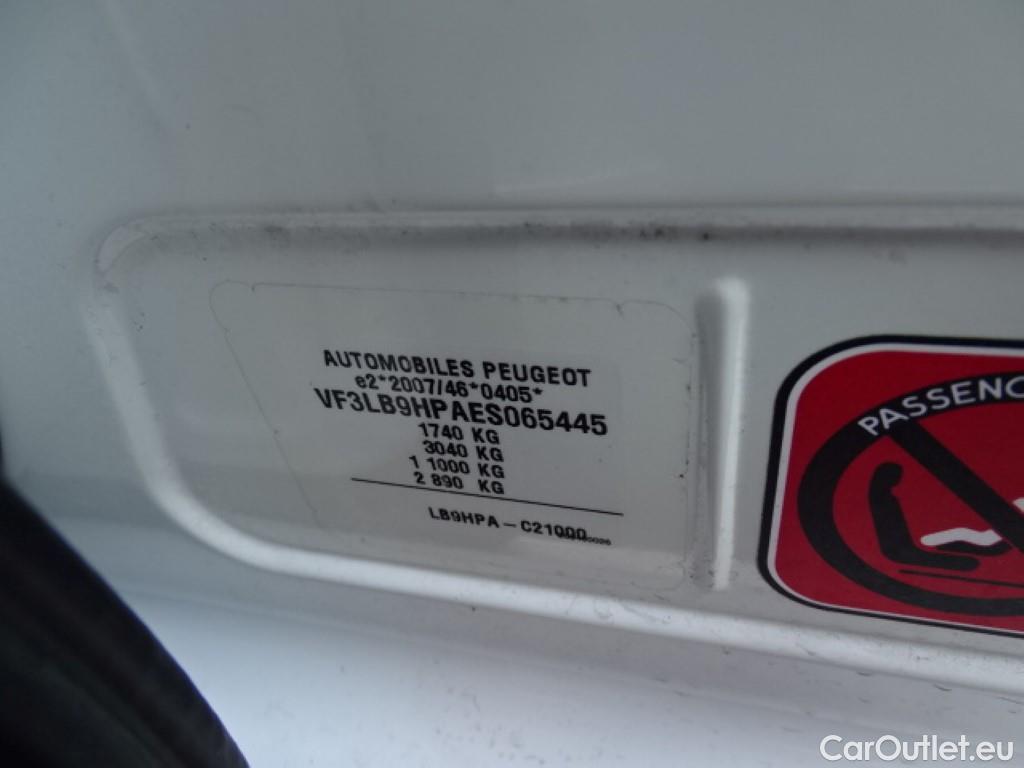 AUTOMOBILES PEUGEOT
e2*2007/46*0405*
VF3LB9HPAES065445
1740 KG
3040 KG
1 1000 KG
2 890 KG
LB9HPA-C21000
CarOutlet.eu